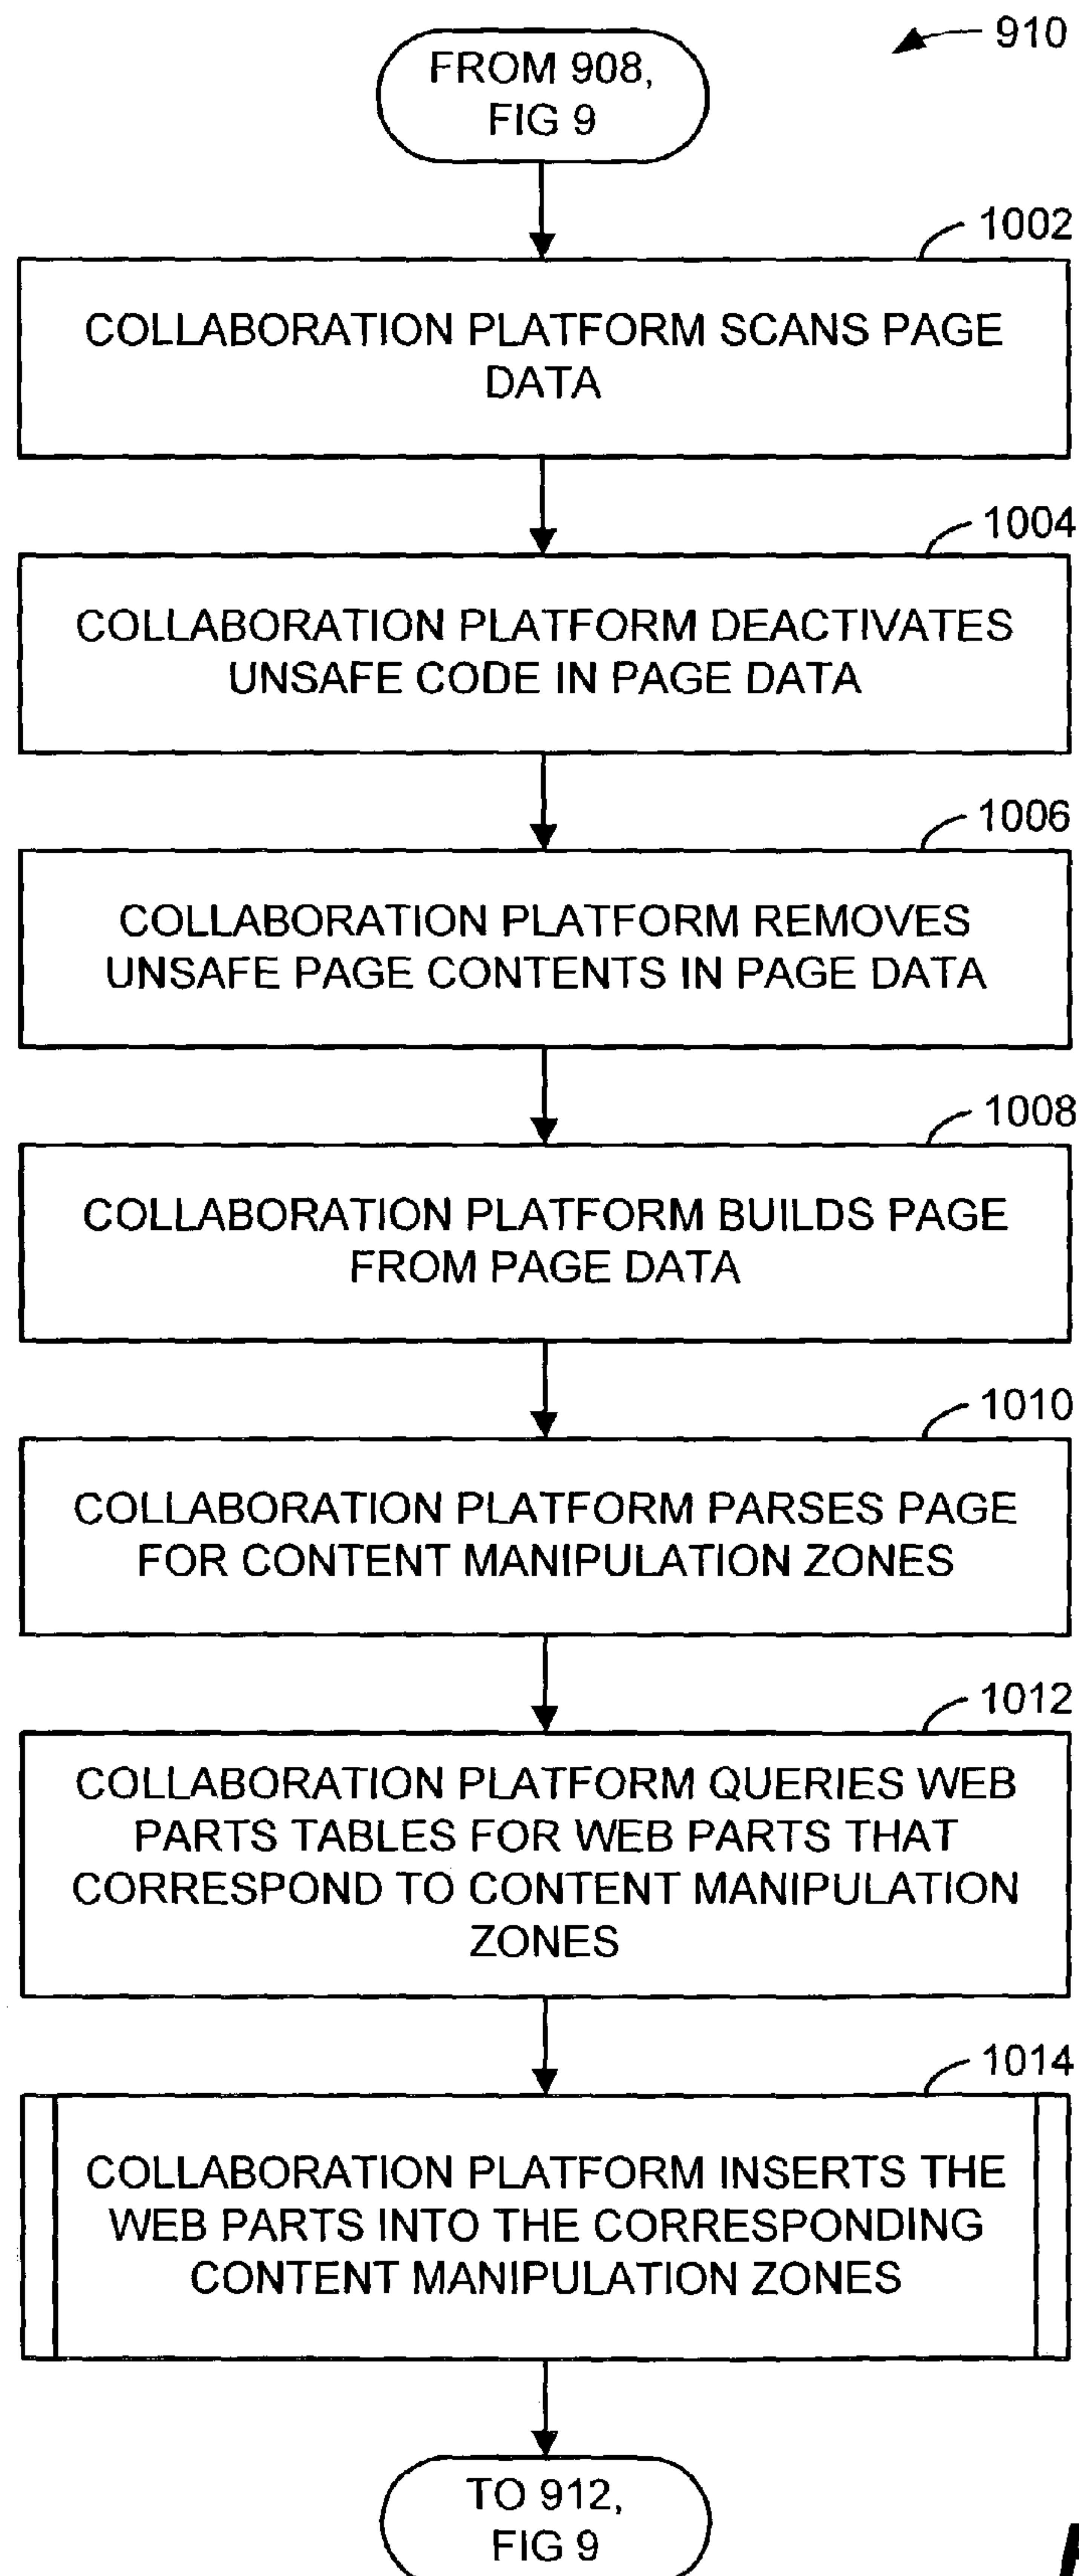 910
FROM 908,
FIG 9
1002
COLLABORATION PLATFORM SCANS PAGE
DATA
1004
COLLABORATION PLATFORM DEACTIVATES
UNSAFE CODE IN PAGE DATA
1006
COLLABORATION PLATFORM REMOVES
UNSAFE PAGE CONTENTS IN PAGE DATA
1008
COLLABORATION PLATFORM BUILDS PAGE
FROM PAGE DATA
1010
COLLABORATION PLATFORM PARSES PAGE
FOR CONTENT MANIPULATION ZONES
1012
COLLABORATION PLATFORM QUERIES WEB
PARTS TABLES FOR WEB PARTS THAT
CORRESPOND TO CONTENT MANIPULATION
ZONES
1014
COLLABORATION PLATFORM INSERTS THE
WEB PARTS INTO THE CORRESPONDING
CONTENT MANIPULATION ZONES
TO 912,
FIG 9